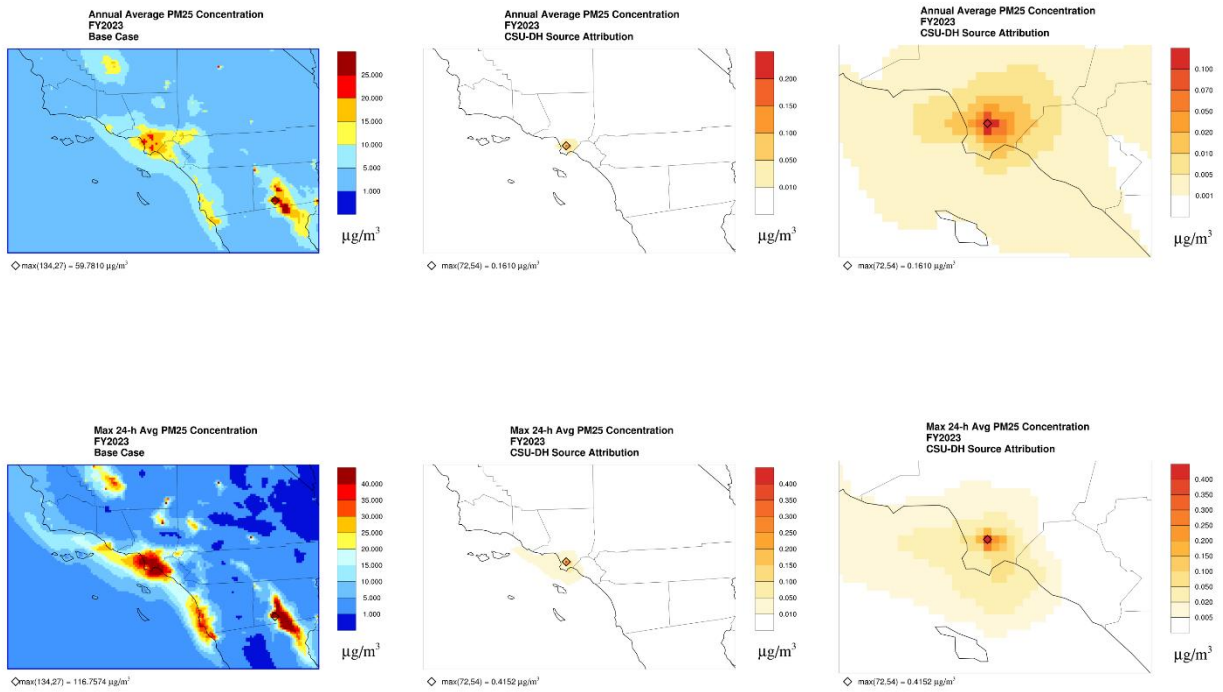 Annual Average PM25 Concentration
FY2023
Base Case
25.000
20.000
15.000
10.000
5.000
1.000
μg/m³
max(134,27) = 59.7810 μg/m³
Annual Average PM25 Concentration
FY2023
CSU-DH Source Attribution
0.200
0.150
0.100
0.050
0.010
max(72,54) = 0.1610 μg/m³
Annual Average PM25 Concentration
FY2023
CSU-DH Source Attribution
0.100
0.070
0.050
0.020
0.010
0.005
0.001
μg/m³
max(72,54) = 0.1610 μg/m³
Max 24-h Avg PM25 Concentration
FY2023
Base Case
40.000
35.000
30.000
25.000
20.000
15.000
10.000
5.000
1.000
μg/m³
max(134,27) = 116.7574 μg/m³
Max 24-h Avg PM25 Concentration
FY2023
CSU-DH Source Attribution
0.400
0.350
0.300
0.250
0.200
0.150
0.100
0.050
0.010
μg/m³
max(72,54) = 0.4152 μg/m³
Max 24-h Avg PM25 Concentration
FY2023
CSU-DH Source Attribution
0.400
0.300
0.250
0.200
0.150
0.100
0.050
0.020
0.005
μg/m³
max(72,54) = 0.4152 μg/m³